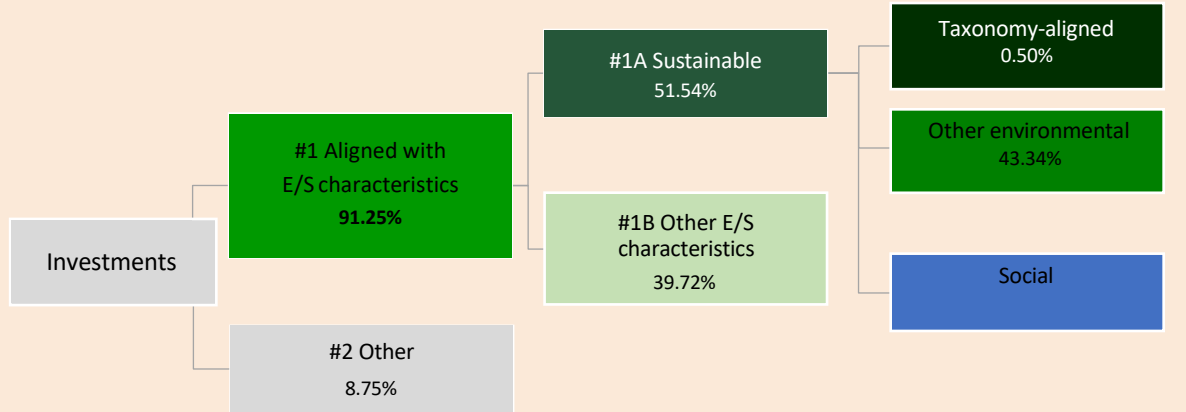 Investments
#1 Aligned with
E/S characteristics
91.25%
#2 Other
8.75%
#1A Sustainable
51.54%
#1B Other E/S
characteristics
39.72%
Taxonomy-aligned
0.50%
Other environmental
43.34%
Social